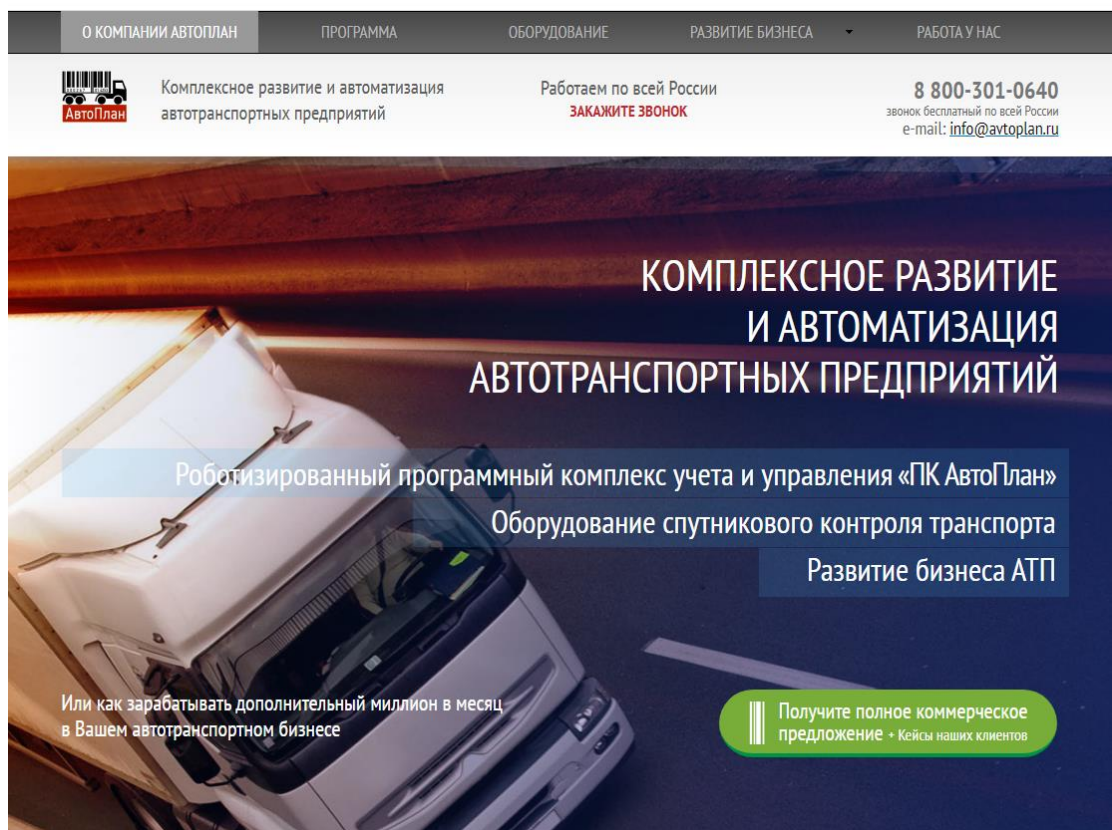 О КОМПАНИИ АВТОПЛАН
ПРОГРАММА
ОБОРУДОВАНИЕ
РАЗВИТИЕ БИЗНЕСА
РАБОТА У НАС
АвтоПлан
Комплексное развитие и автоматизация
автотранспортных предприятий
Работаем по всей России
ЗАКАЖИТЕ ЗВОНОК
8 800-301-0640
звонок бесплатный по всей России
e-mail: info@avtoplan.ru
КОМПЛЕКСНОЕ РАЗВИТИЕ
И АВТОМАТИЗАЦИЯ
АВТОТРАНСПОРТНЫХ ПРЕДПРИЯТИЙ
Роботизированный программный комплекс учета и управления «ПК АвтоПлан»
Оборудование спутникового контроля транспорта
Развитие бизнеса АТП
Или как зарабатывать дополнительный миллион в месяц
в Вашем автотранспортном бизнесе
Получите полное коммерческое
предложение + Кейсы наших клиентов